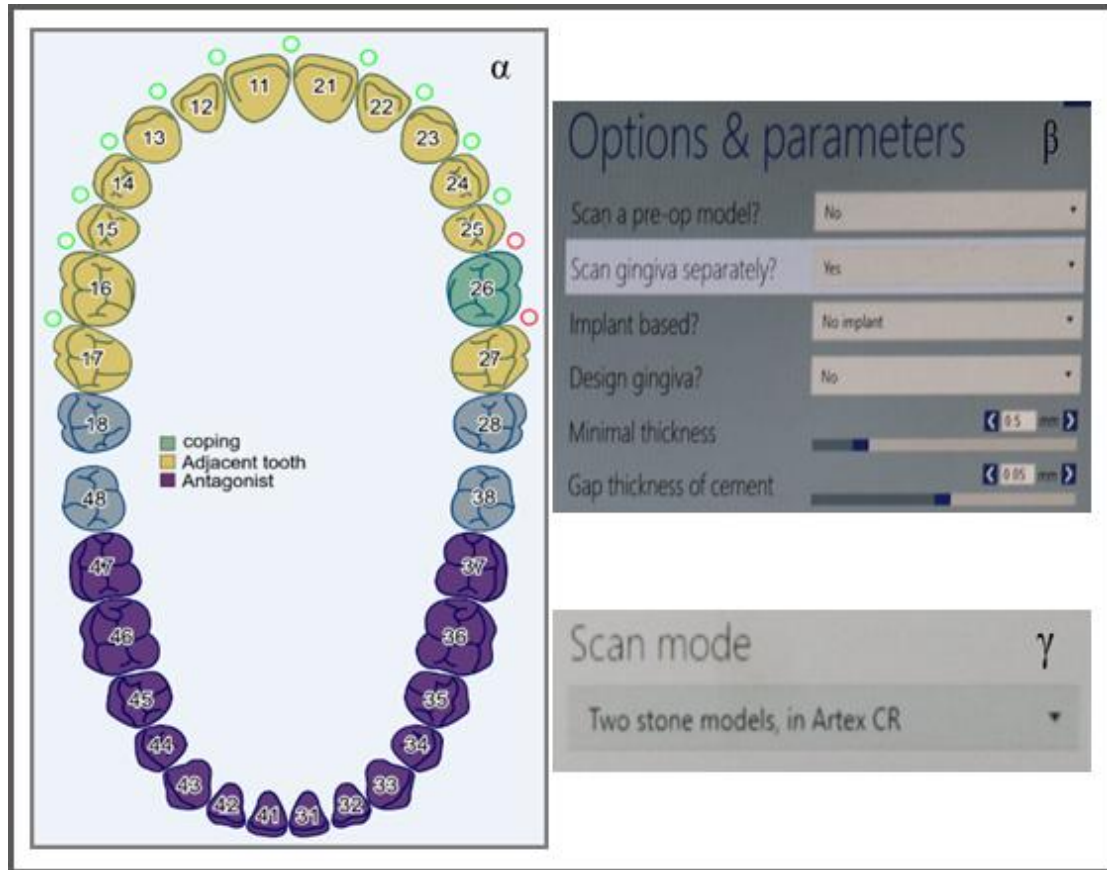 α
11 21
12 22
13 23
14 24
15 25
16 26
17 27
18 28
coping
Adjacent tooth
Antagonist
48 38
47 37
46 36
45 35
44 34
43 33
42 41 31 32
Options & parameters β
Scan a pre-op model? No
Scan gingiva separately? Yes
Implant based? No implant
Design gingiva? No
Minimal thickness 0.5 mm
Gap thickness of cement 0.05 mm
Scan mode γ
Two stone models, in Artex CR